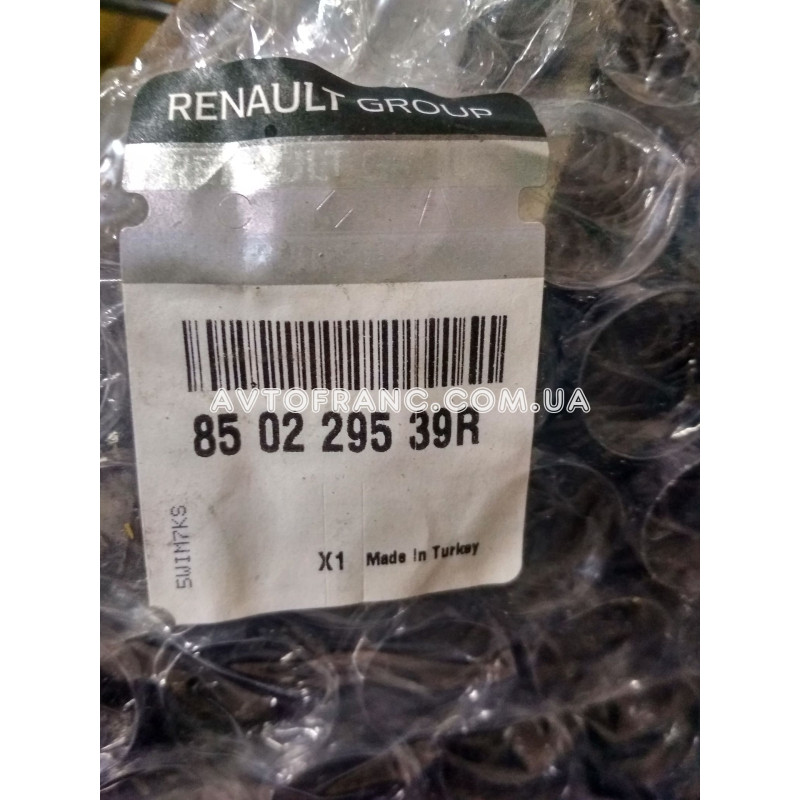 RENAULT GROUP
AVTOFRANC.COM.UA
85 02 295 39R
5WIM7KS
X1 Made in Turkey